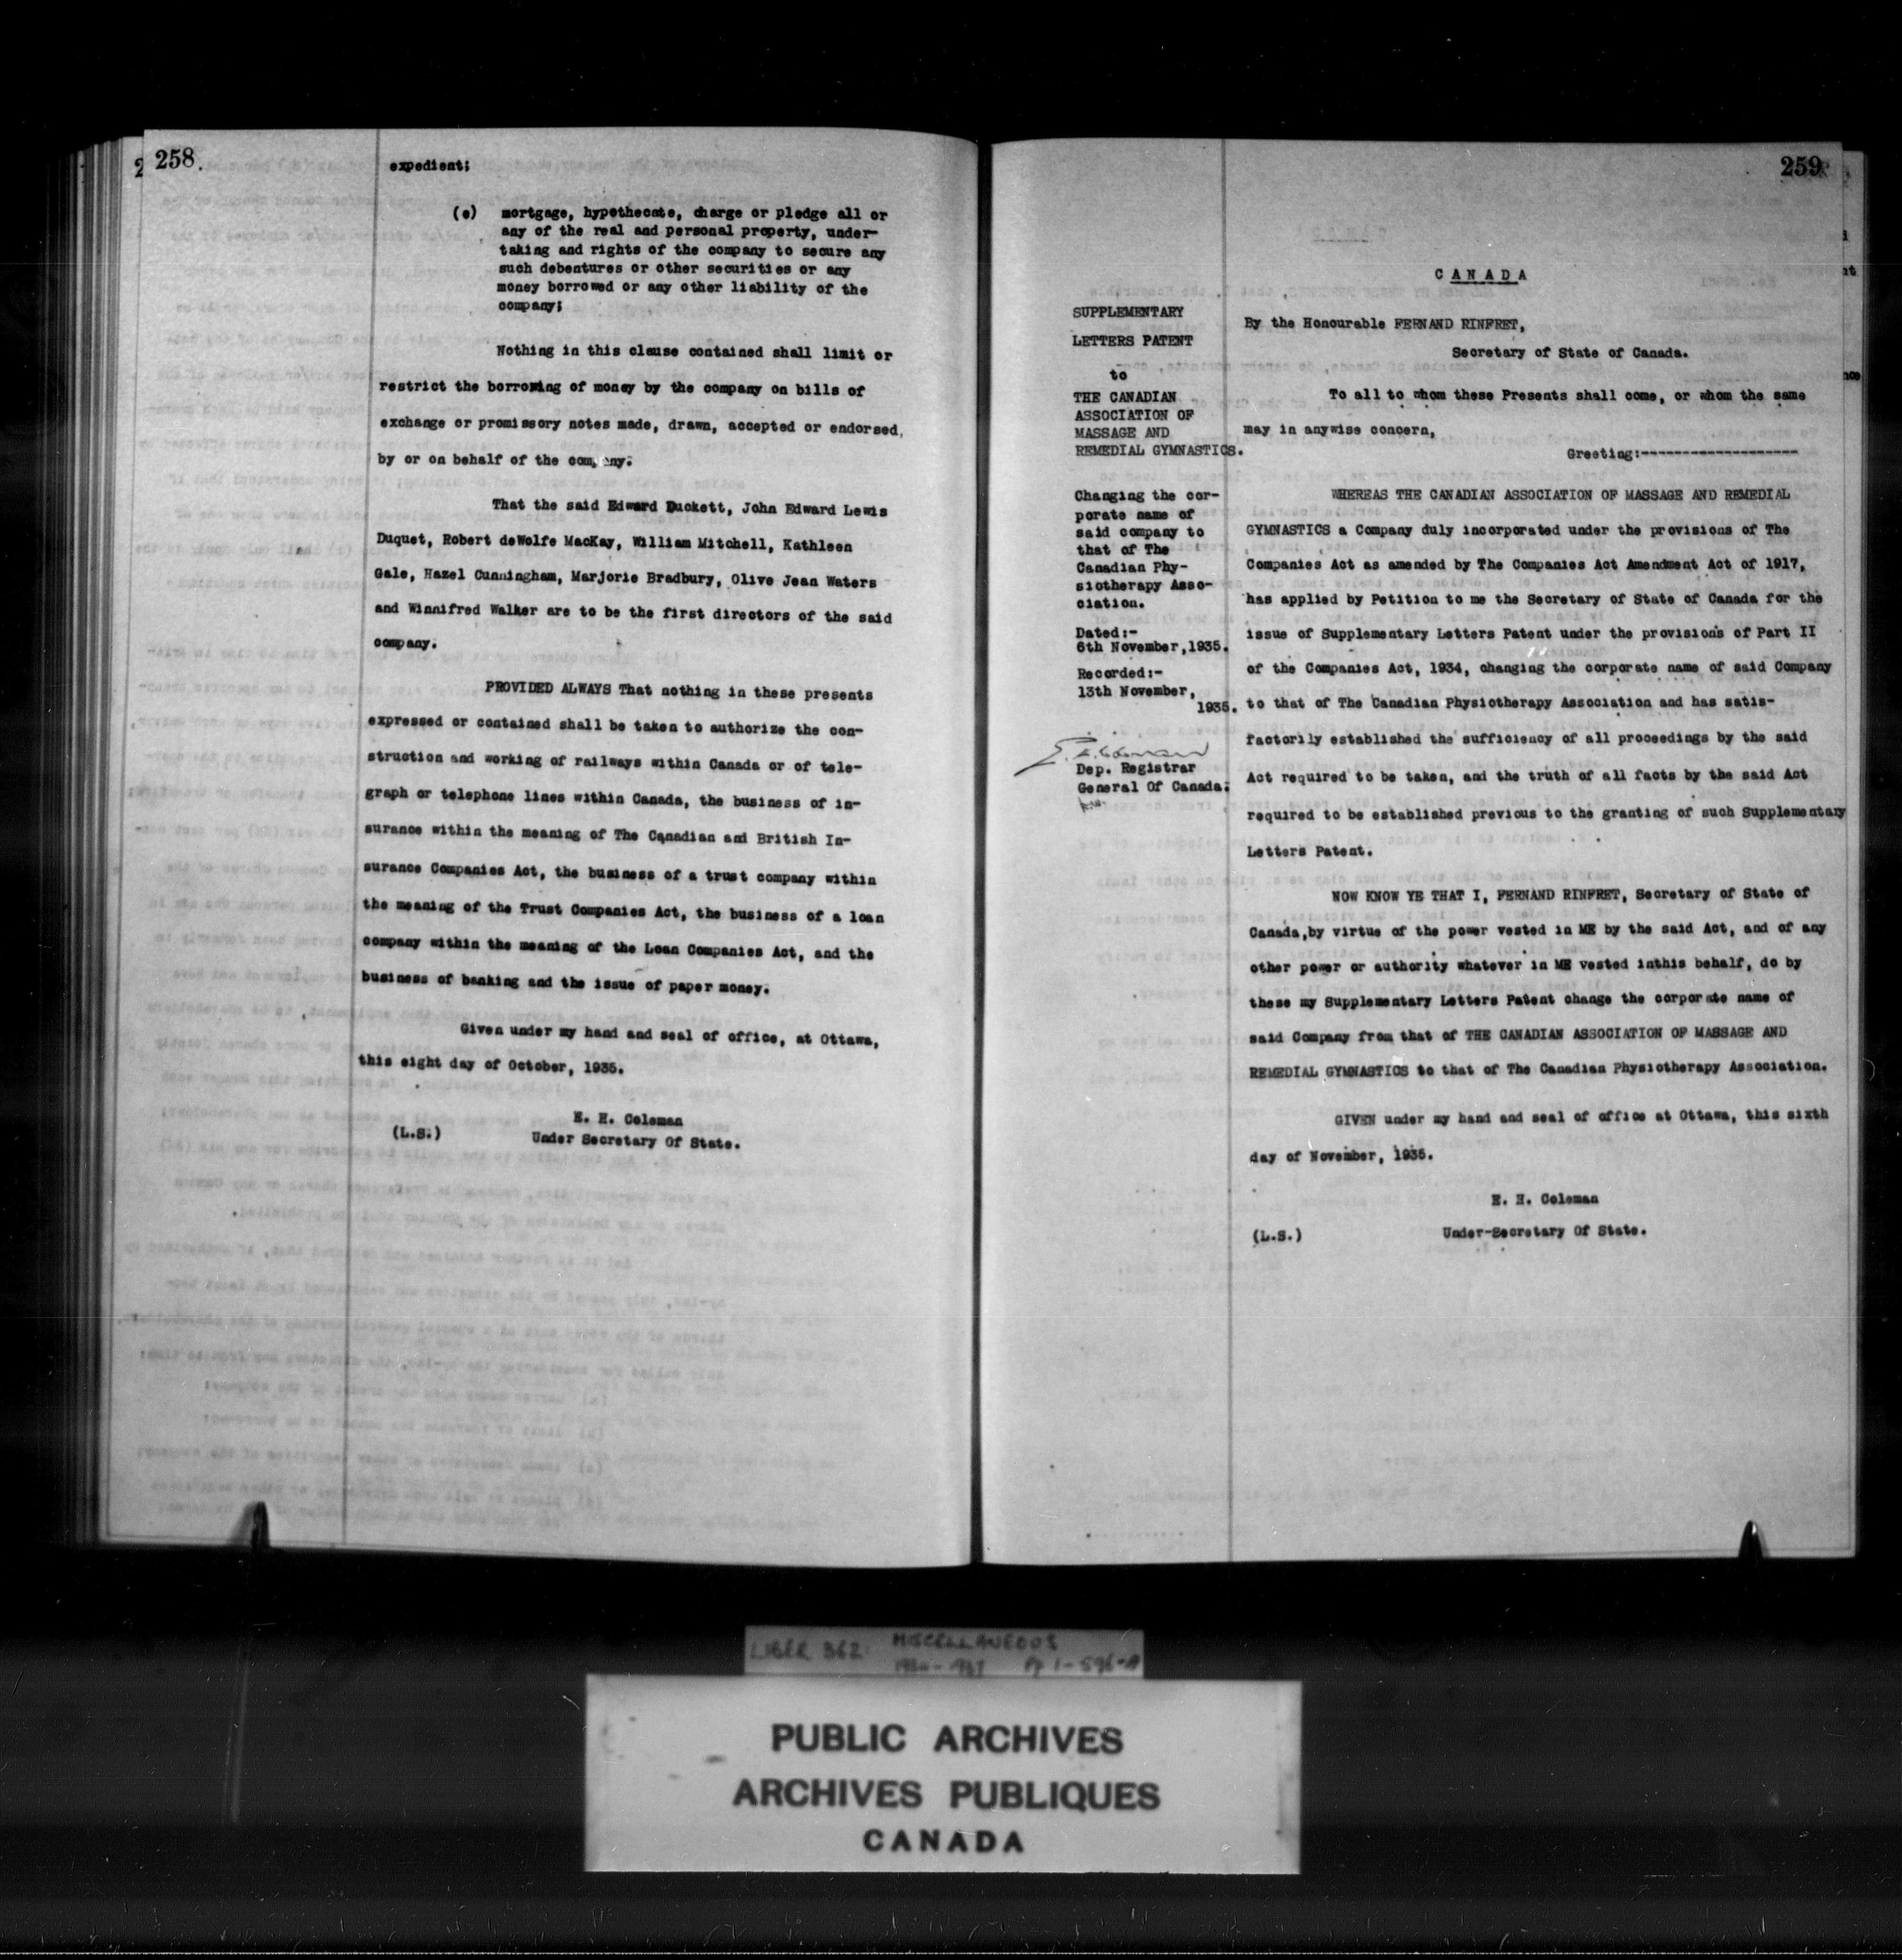 258.
expedient;
(e) mortgage, hypothecate, charge or pledge all or
any of the real and personal property, under-
taking and rights of the company to secure any
such debentures or other securities or any
money borrowed or any other liability of the
company;
Nothing in this clause contained shall limit or
restrict the borrowing of money by the company on bills of
exchange or promissory notes made, drawn, accepted or endorsed,
by or on behalf of the company.
That the said Edward Duckett, John Edward Lewis
Duquet, Robert deWolfe MacKay, William Mitchell, Kathleen
Gale, Hazel Cunningham, Marjorie Bradbury, Olive Jean Waters
and Winnifred Walker are to be the first directors of the said
company.
PROVIDED ALWAYS That nothing in these presents
expressed or contained shall be taken to authorize the con-
struction and working of railways within Canada or of tele-
graph or telephone lines within Canada, the business of in-
surance within the meaning of The Canadian and British In-
surance Companies Act, the business of a trust company within
the meaning of the Trust Companies Act, the business of a loan
company within the meaning of the Loan Companies Act, and the
business of banking and the issue of paper money.
Given under my hand and seal of office, at Ottawa,
this eight day of October, 1935.
E. H. Coleman
(L.S.) Under Secretary Of State.
259
CANADA
SUPPLEMENTARY
LETTERS PATENT
to
THE CANADIAN
ASSOCIATION OF
MASSAGE AND
REMEDIAL GYMNASTICS.
Changing the cor-
porate name of
said company to
that of The
Canadian Phy-
siotherapy Asso-
ciation.
Dated:-
6th November,1935.
Recorded:-
13th November,
1935.
Dep. Registrar
General Of Canada.
By the Honourable FERNAND RINFRET,
Secretary of State of Canada.
To all to whom these Presents shall come, or whom the same
may in anywise concern,
Greeting:-------------------
WHEREAS THE CANADIAN ASSOCIATION OF MASSAGE AND REMEDIAL
GYMNASTICS a Company duly incorporated under the provisions of The
Companies Act as amended by The Companies Act Amendment Act of 1917,
has applied by Petition to me the Secretary of State of Canada for the
issue of Supplementary Letters Patent under the provisions of Part II
of the Companies Act, 1934, changing the corporate name of said Company
to that of The Canadian Physiotherapy Association and has satis-
factorily established the sufficiency of all proceedings by the said
Act required to be taken, and the truth of all facts by the said Act
required to be established previous to the granting of such Supplementary
Letters Patent.
NOW KNOW YE THAT I, FERNAND RINFRET, Secretary of State of
Canada,by virtue of the power vested in ME by the said Act, and of any
other power or authority whatever in ME vested inthis behalf, do by
these my Supplementary Letters Patent change the corporate name of
said Company from that of THE CANADIAN ASSOCIATION OF MASSAGE AND
REMEDIAL GYMNASTICS to that of The Canadian Physiotherapy Association.
GIVEN under my hand and seal of office at Ottawa, this sixth
day of November, 1935.
E. H. Coleman
(L.S.) Under-Secretary Of State.
LIBER 362 MISCELLANEOUS
PUBLIC ARCHIVES
ARCHIVES PUBLIQUES
CANADA